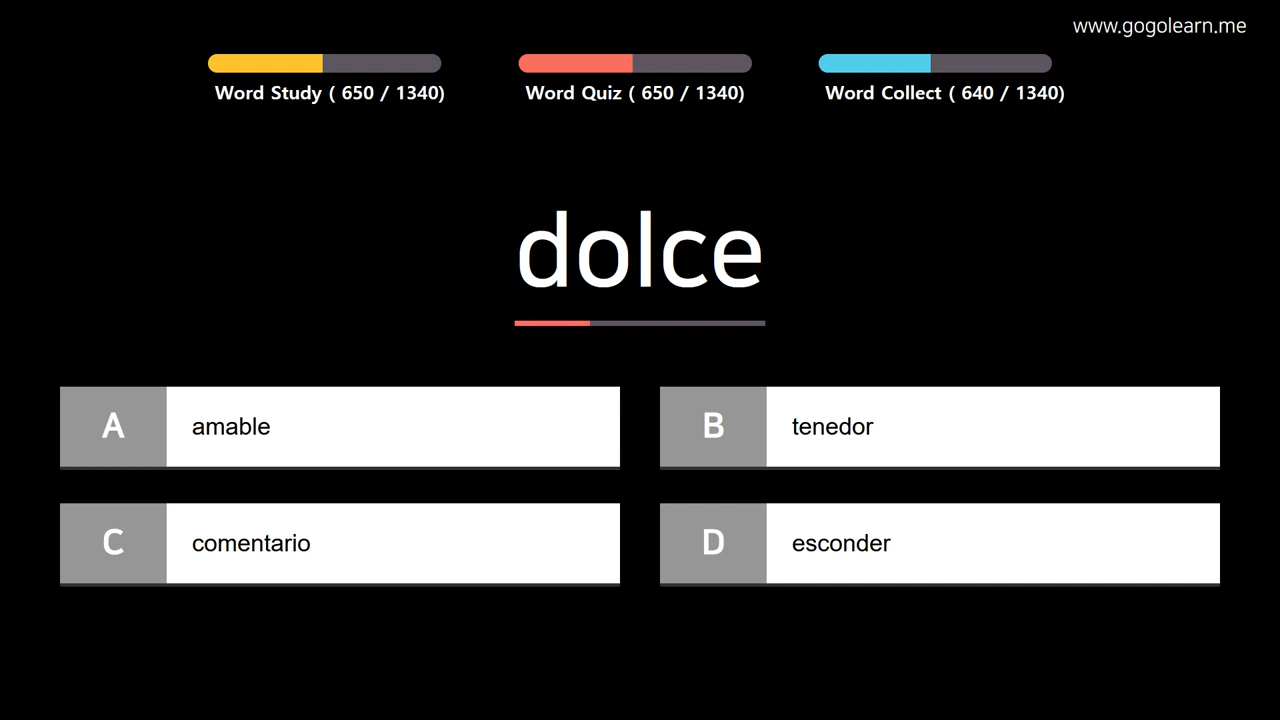 www.gogolearn.me
Word Study ( 650 / 1340)
Word Quiz ( 650 / 1340)
Word Collect ( 640 / 1340)
dolce
A amable
B tenedor
C comentario
D esconder